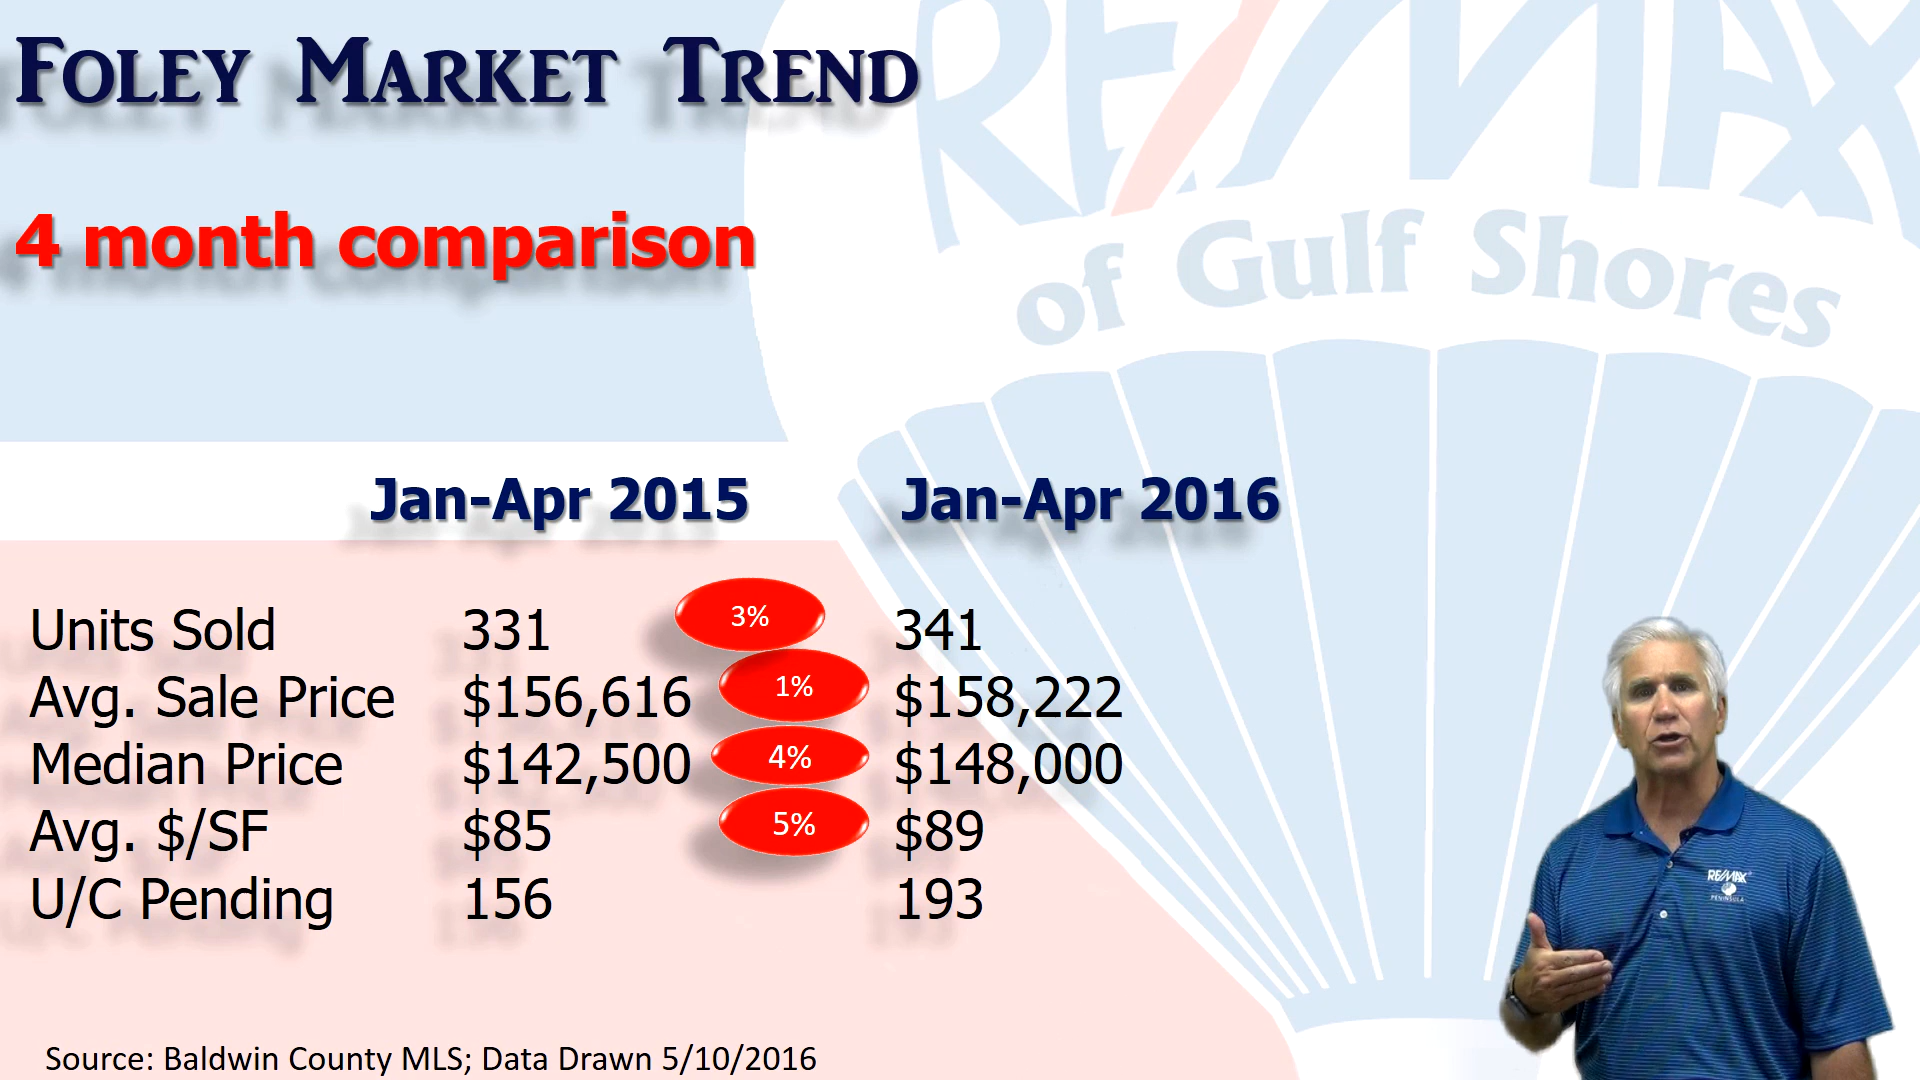 FOLEY MARKET TREND
RE/MAX
of Gulf Shores
4 month comparison
Jan-Apr 2015 Jan-Apr 2016
Units Sold 331 3% 341
Avg. Sale Price $156,616 1% $158,222
Median Price $142,500 4% $148,000
Avg. $/SF $85 5% $89
U/C Pending 156 193
RE/MAX
PENINSULA
Source: Baldwin County MLS; Data Drawn 5/10/2016